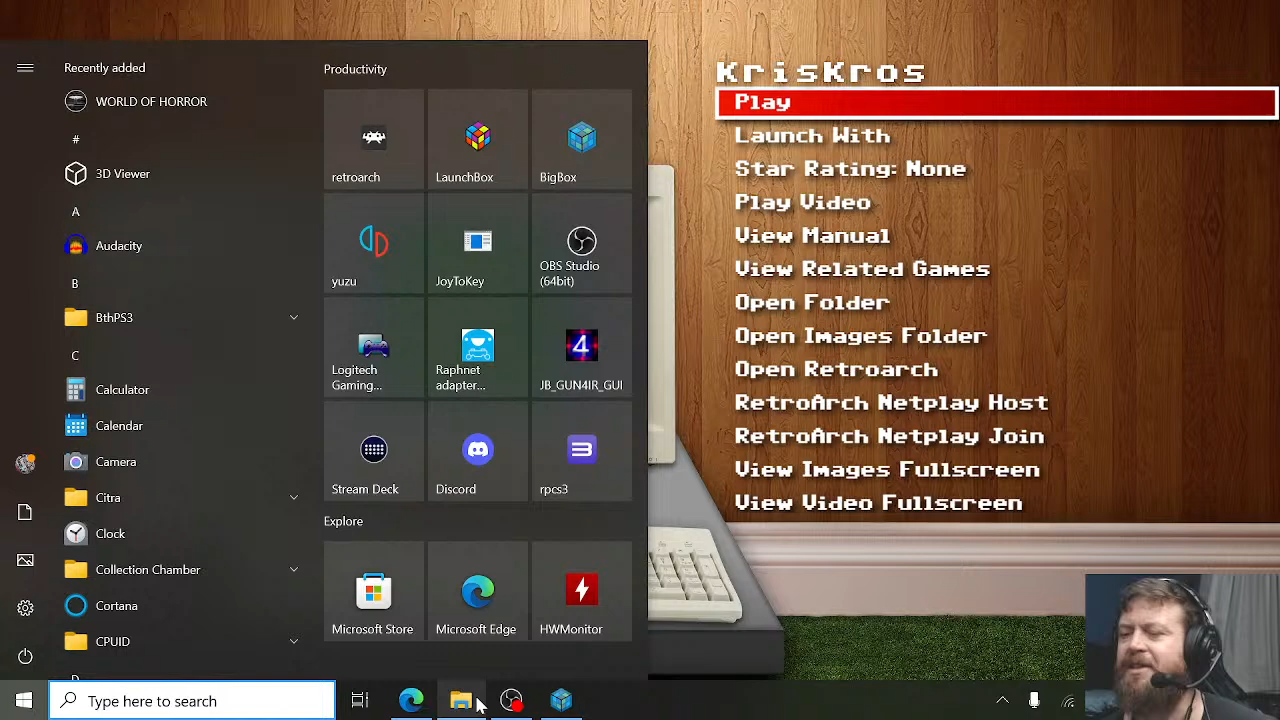 Recently added
WORLD OF HORROR
#
3D Viewer
A
Audacity
B
BthPS3
C
Calculator
Calendar
Camera
Citra
Clock
Collection Chamber
Cortana
CPUID
Productivity
retroarch
LaunchBox
BigBox
yuzu
JoyToKey
OBS Studio
(64bit)
Logitech
Gaming...
Raphnet
adapter...
4
JB_GUN4IR_GUI
Stream Deck
Discord
rpcs3
Explore
Microsoft Store
Microsoft Edge
HWMonitor
KrisKros
Play
Launch With
Star Rating: None
Play Video
View Manual
View Related Games
Open Folder
Open Images Folder
Open Retroarch
RetroArch Netplay Host
RetroArch Netplay Join
View Images Fullscreen
View Video Fullscreen
Type here to search